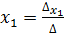 x₁ = Δx₁ / Δ